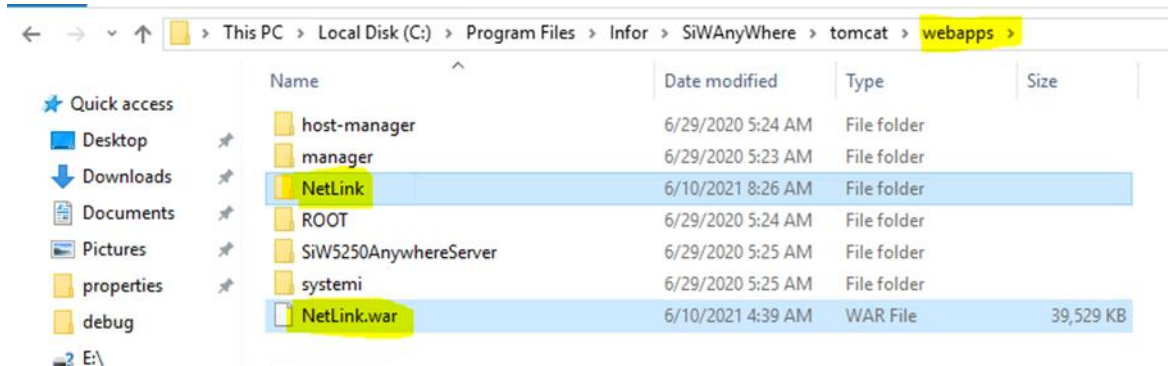 This PC > Local Disk (C:) > Program Files > Infor > SiWAnyWhere > tomcat > webapps >
Name Date modified Type Size
Quick access
Desktop
Downloads
Documents
Pictures
properties
debug
E:\
host-manager 6/29/2020 5:24 AM File folder
manager 6/29/2020 5:23 AM File folder
NetLink 6/10/2021 8:26 AM File folder
ROOT 6/29/2020 5:24 AM File folder
SiW5250AnywhereServer 6/29/2020 5:25 AM File folder
systemi 6/29/2020 5:25 AM File folder
NetLink.war 6/10/2021 4:39 AM WAR File 39,529 KB